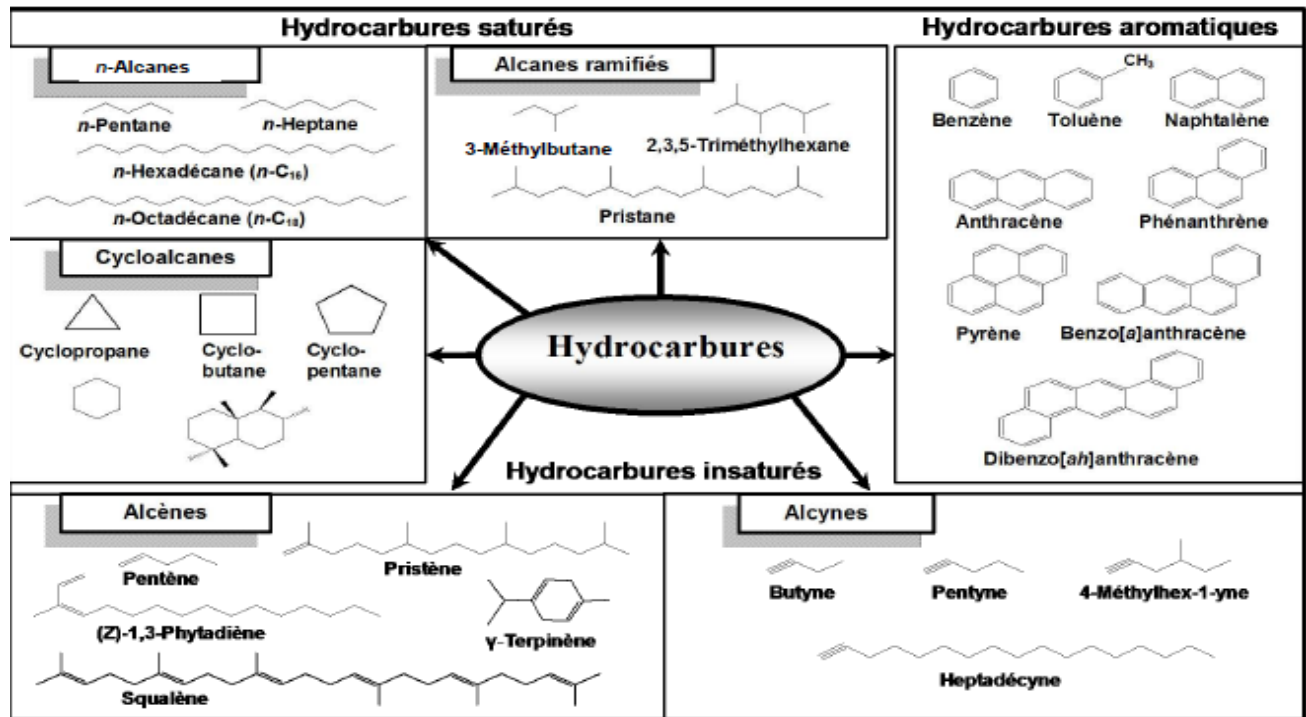 Hydrocarbures saturés
Hydrocarbures aromatiques
n-Alcanes
n-Pentane
n-Heptane
n-Hexadécane (n-C₁₆)
n-Octadécane (n-C₁₈)
Alcanes ramifiés
3-Méthylbutane
2,3,5-Triméthylhexane
Pristane
CH₃
Benzène
Toluène
Naphtalène
Anthracène
Phénanthrène
Pyrène
Benzo[a]anthracène
Dibenzo[ah]anthracène
Cycloalcanes
Cyclopropane
Cyclo-
butane
Cyclo-
pentane
Hydrocarbures
Hydrocarbures insaturés
Alcènes
Pentène
Pristène
(Z)-1,3-Phytadiène
γ-Terpinène
Squalène
Alcynes
Butyne
Pentyne
4-Méthylhex-1-yne
Heptadécyne